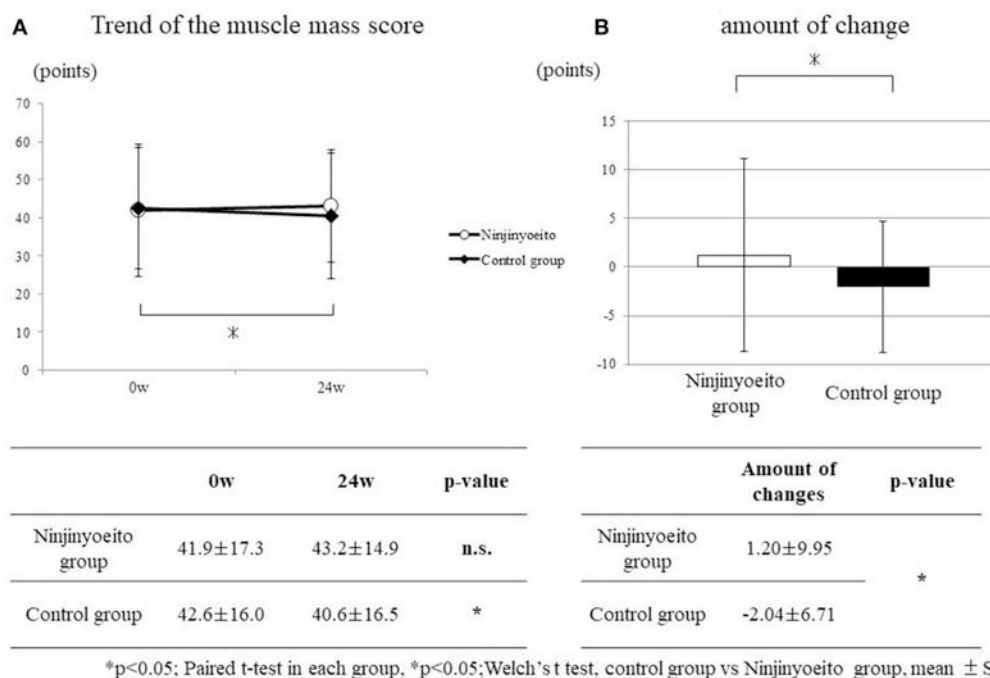 A Trend of the muscle mass score
(points)
70
60
50
40
30
20
10
0
0w 24w
*
Ninjinyoeito
Control group
B amount of change
(points)
*
15
10
5
0
-5
-10
Ninjinyoeito
group
Control group
0w 24w p-value
Ninjinyoeito
group 41.9±17.3 43.2±14.9 n.s.
Control group 42.6±16.0 40.6±16.5 *
Amount of
changes p-value
Ninjinyoeito
group 1.20±9.95
*
Control group -2.04±6.71
*p<0.05; Paired t-test in each group, *p<0.05;Welch's t test, control group vs Ninjinyoeito group, mean ± S